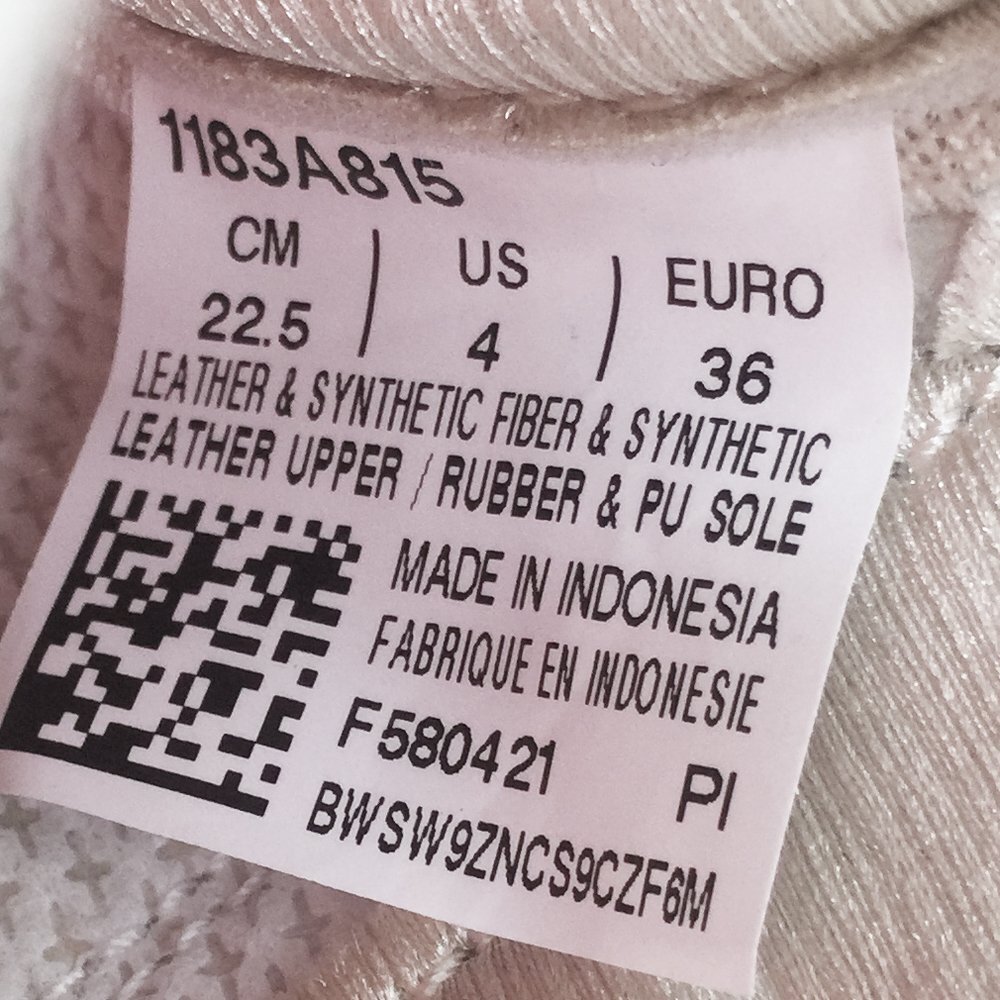 1183A815
CM | US | EURO
22.5 | 4 | 36
LEATHER & SYNTHETIC FIBER & SYNTHETIC
LEATHER UPPER / RUBBER & PU SOLE
MADE IN INDONESIA
FABRIQUE EN INDONESIE
F580421 PI
BWSW9ZNCS9CZF6M